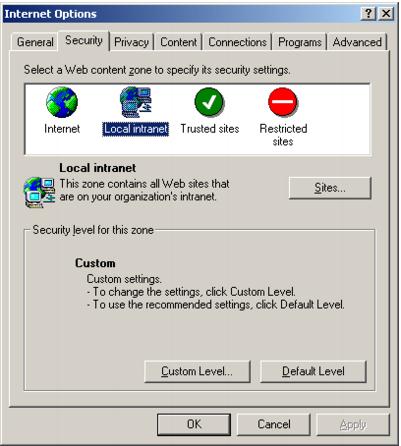 Internet Options
General Security Privacy Content Connections Programs Advanced
Select a Web content zone to specify its security settings.
Internet Local intranet Trusted sites Restricted
sites
Local intranet
This zone contains all Web sites that
are on your organization's intranet.
Sites...
Security level for this zone
Custom
Custom settings.
- To change the settings, click Custom Level.
- To use the recommended settings, click Default Level.
Custom Level... Default Level
OK Cancel Apply